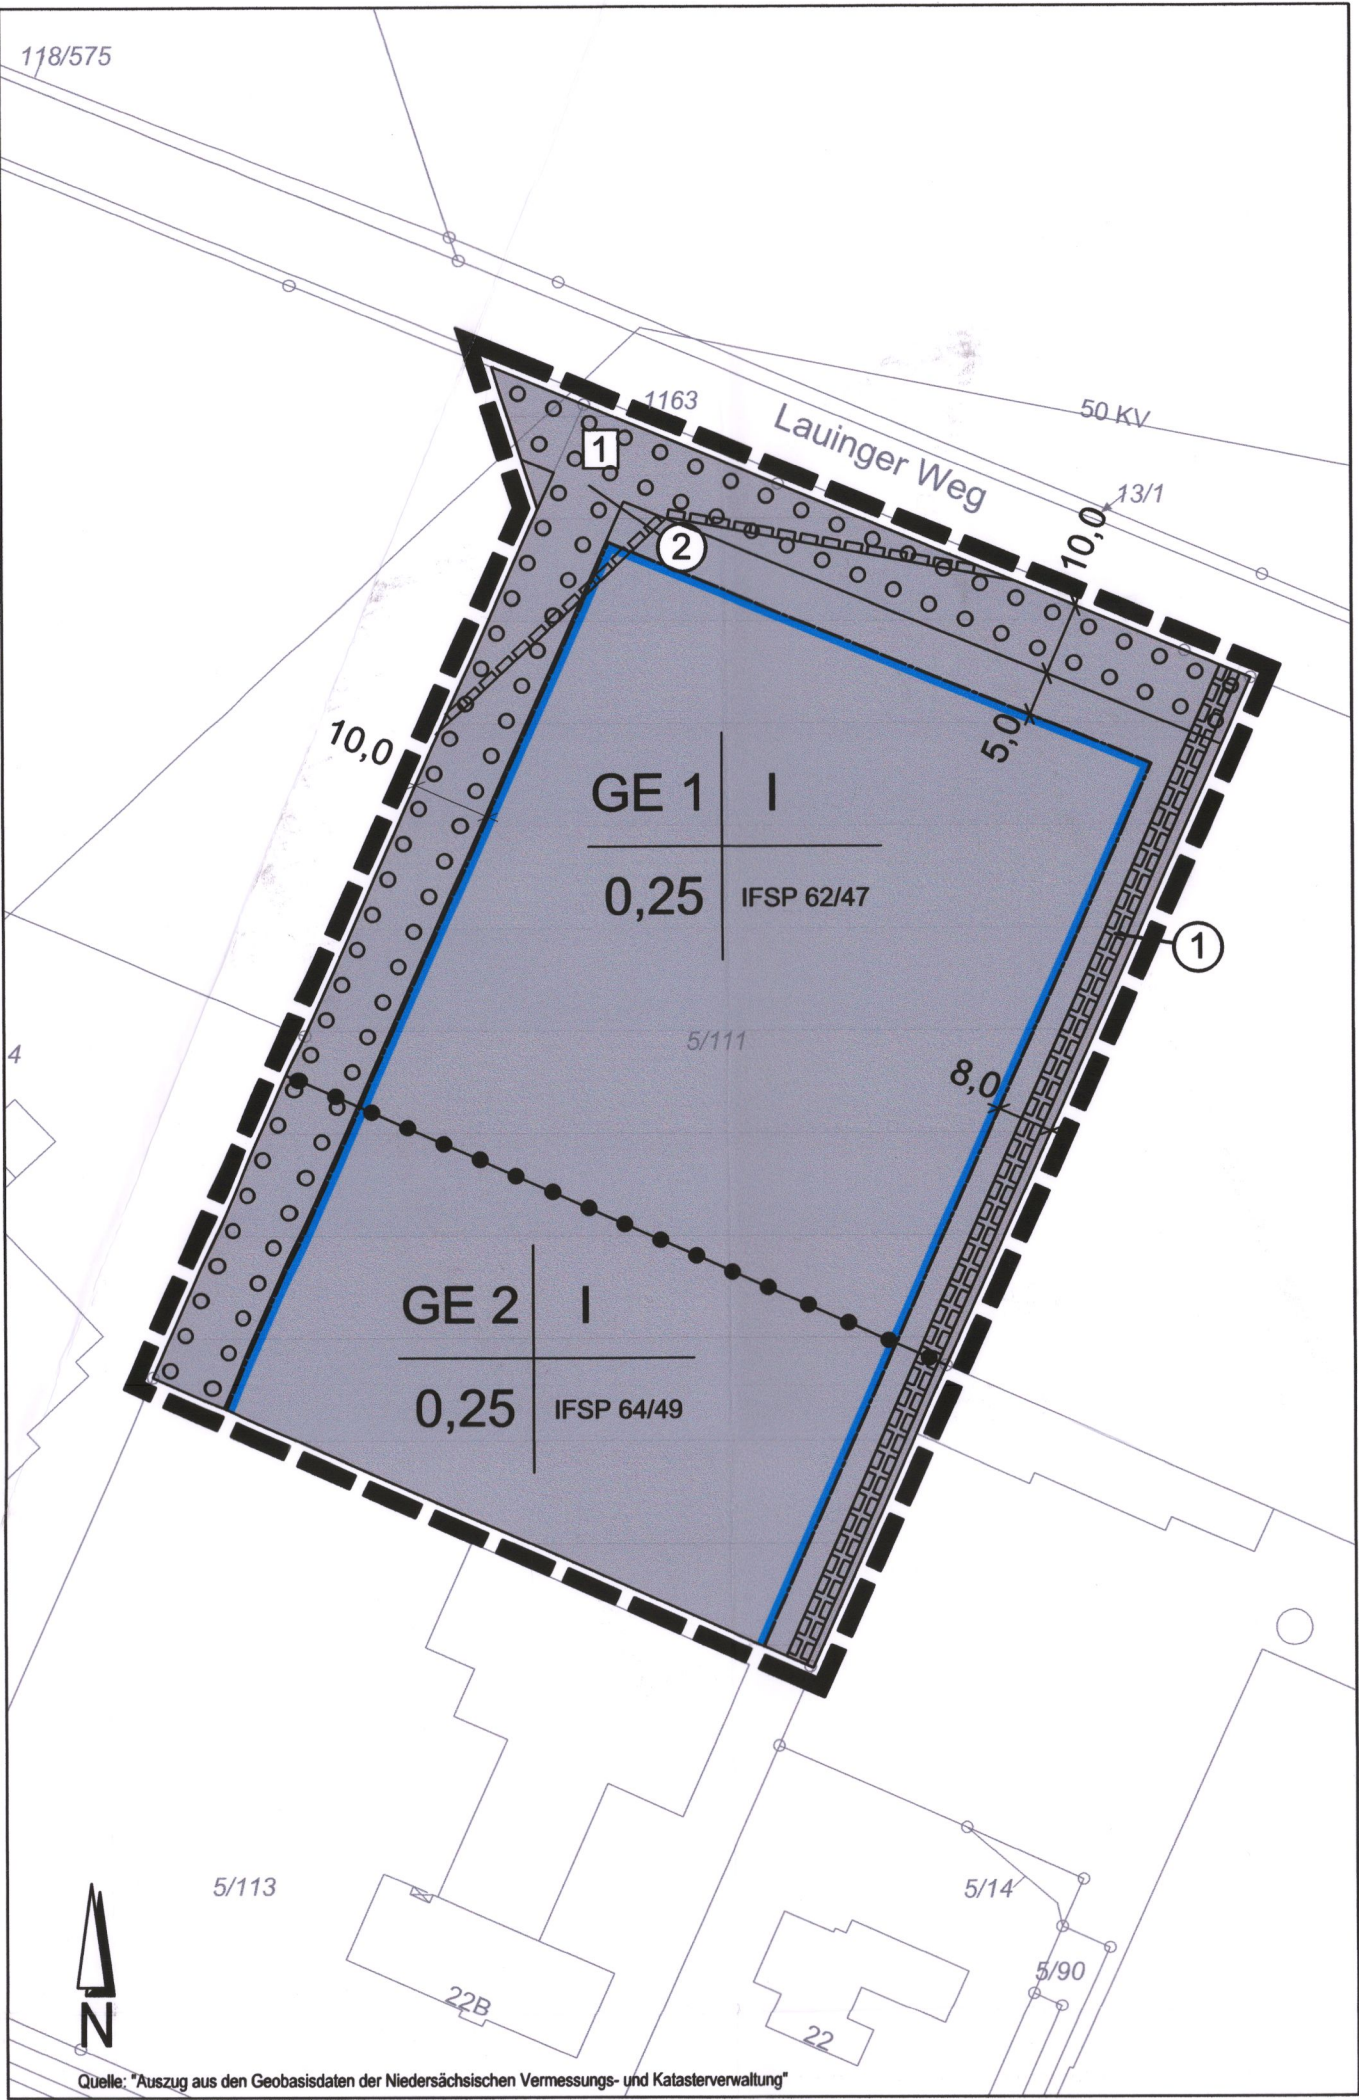 118/575
1163
Lauinger Weg
50 KV
13/1
1
2
10,0
10,0
5,0
GE 1 I
0,25 IFSP 62/47
1
5/111
4
8,0
GE 2 I
0,25 IFSP 64/49
5/113
5/14
5/90
22B
22
N
Quelle: "Auszug aus den Geobasisdaten der Niedersächsischen Vermessungs- und Katasterverwaltung"